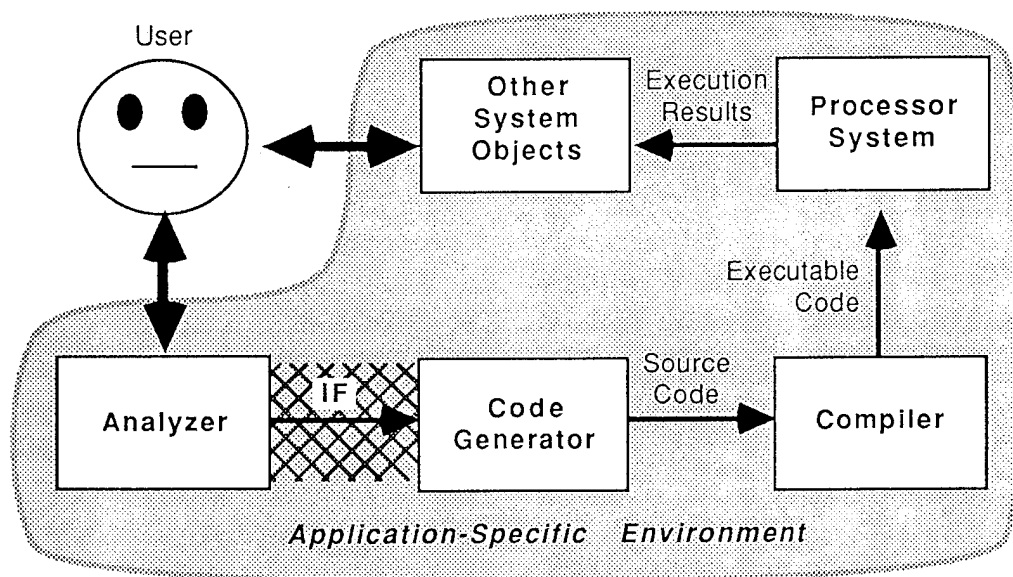 User
Other
System
Objects
Execution
Results
Processor
System
Executable
Code
Analyzer
IF
Code
Generator
Source
Code
Compiler
Application-Specific Environment